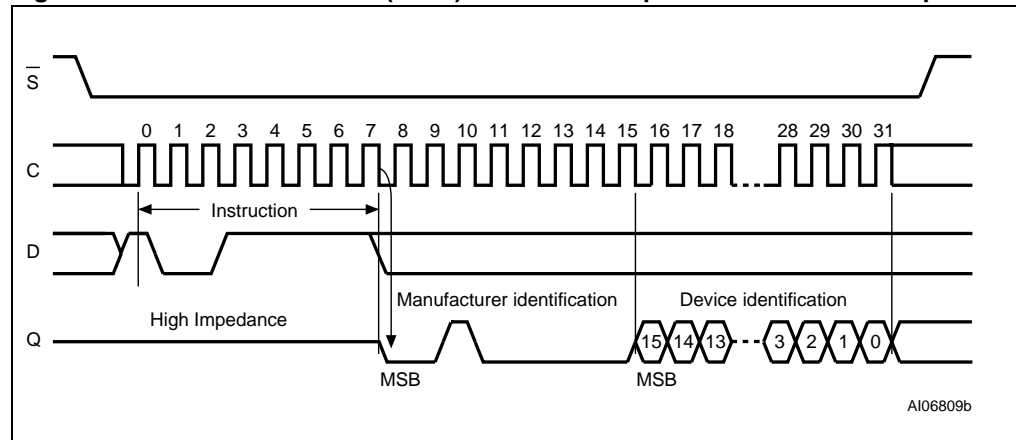 S
0 1 2 3 4 5 6 7 8 9 10 11 12 13 14 15 16 17 18 28 29 30 31
C
Instruction
D
Manufacturer identification Device identification
High Impedance
Q 15 14 13 3 2 1 0
MSB MSB
AI06809b